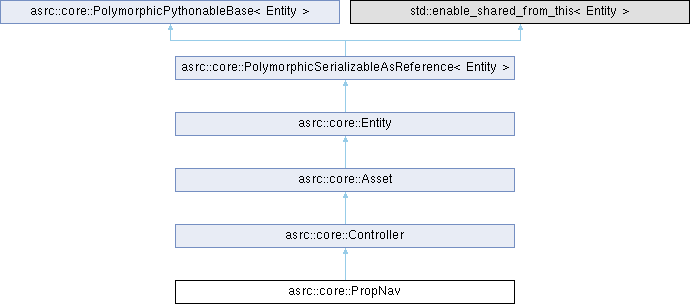 asrc::core::PolymorphicPythonableBase< Entity >
std::enable_shared_from_this< Entity >
asrc::core::PolymorphicSerializableAsReference< Entity >
asrc::core::Entity
asrc::core::Asset
asrc::core::Controller
asrc::core::PropNav